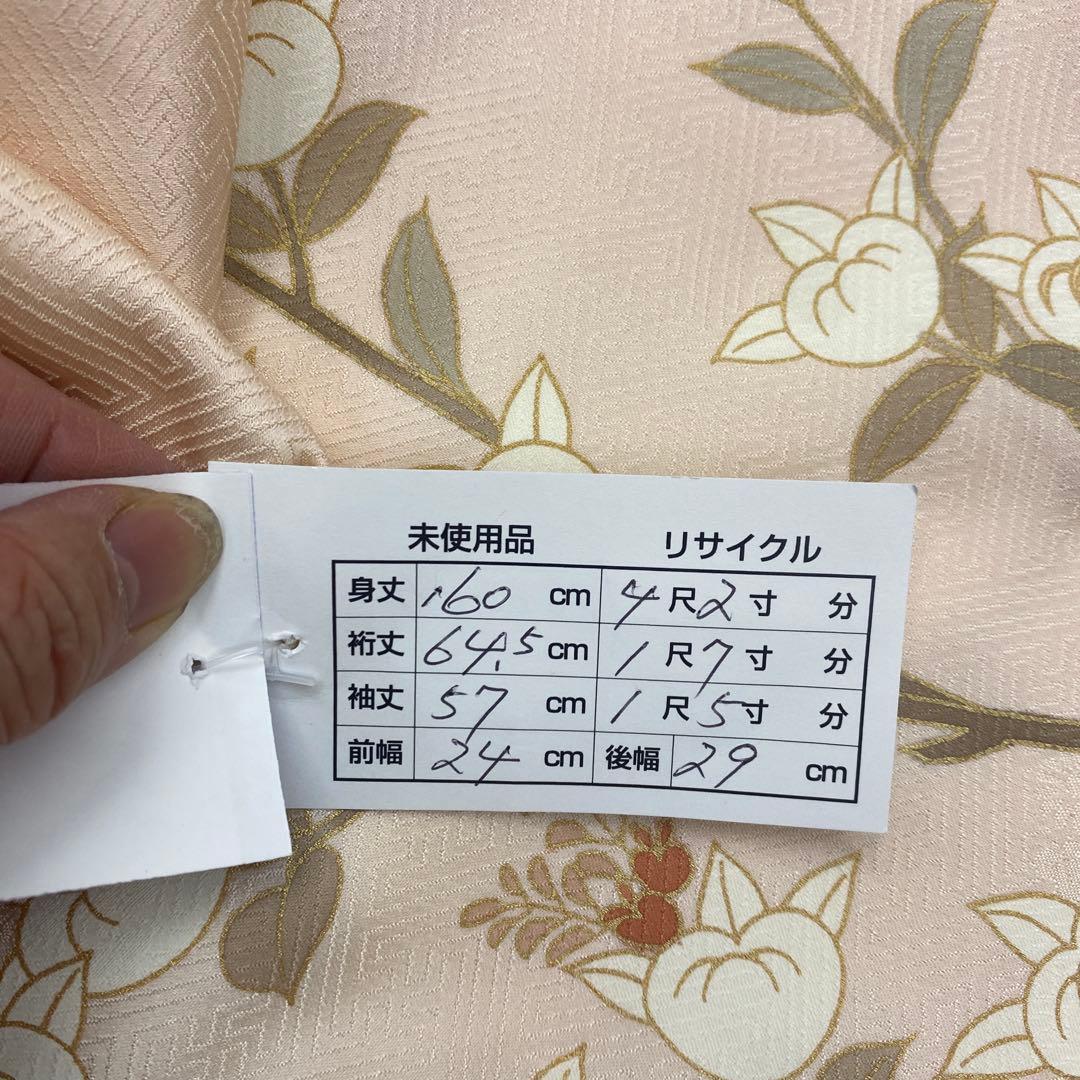 未使用品 リサイクル
身丈 160 cm 4尺2寸 分
裄丈 64.5cm 1尺7寸 分
袖丈 57 cm 1尺5寸 分
前幅 24 cm 後幅 29 cm